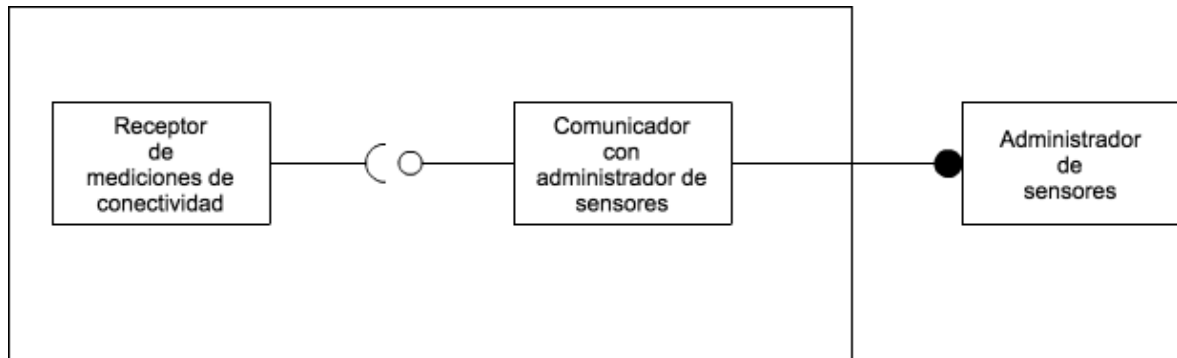 Receptor
de
mediciones de
conectividad
Comunicador
con
administrador de
sensores
Administrador
de
sensores